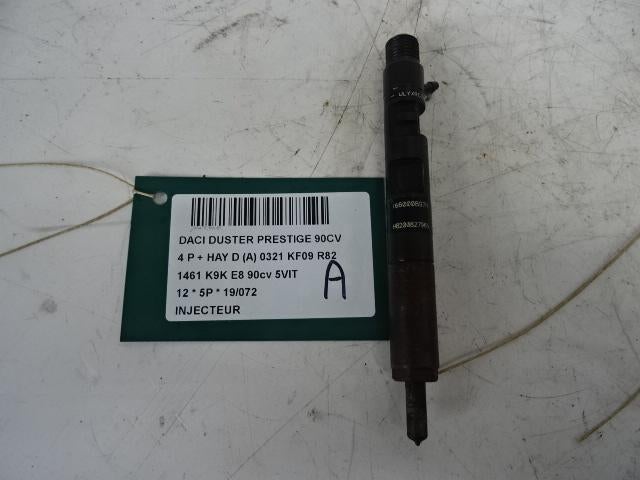 DACI DUSTER PRESTIGE 90CV
4 P + HAY D (A) 0321 KF09 R82
1461 K9K E8 90cv 5VIT
12 * 5P * 19/072
INJECTEUR
A